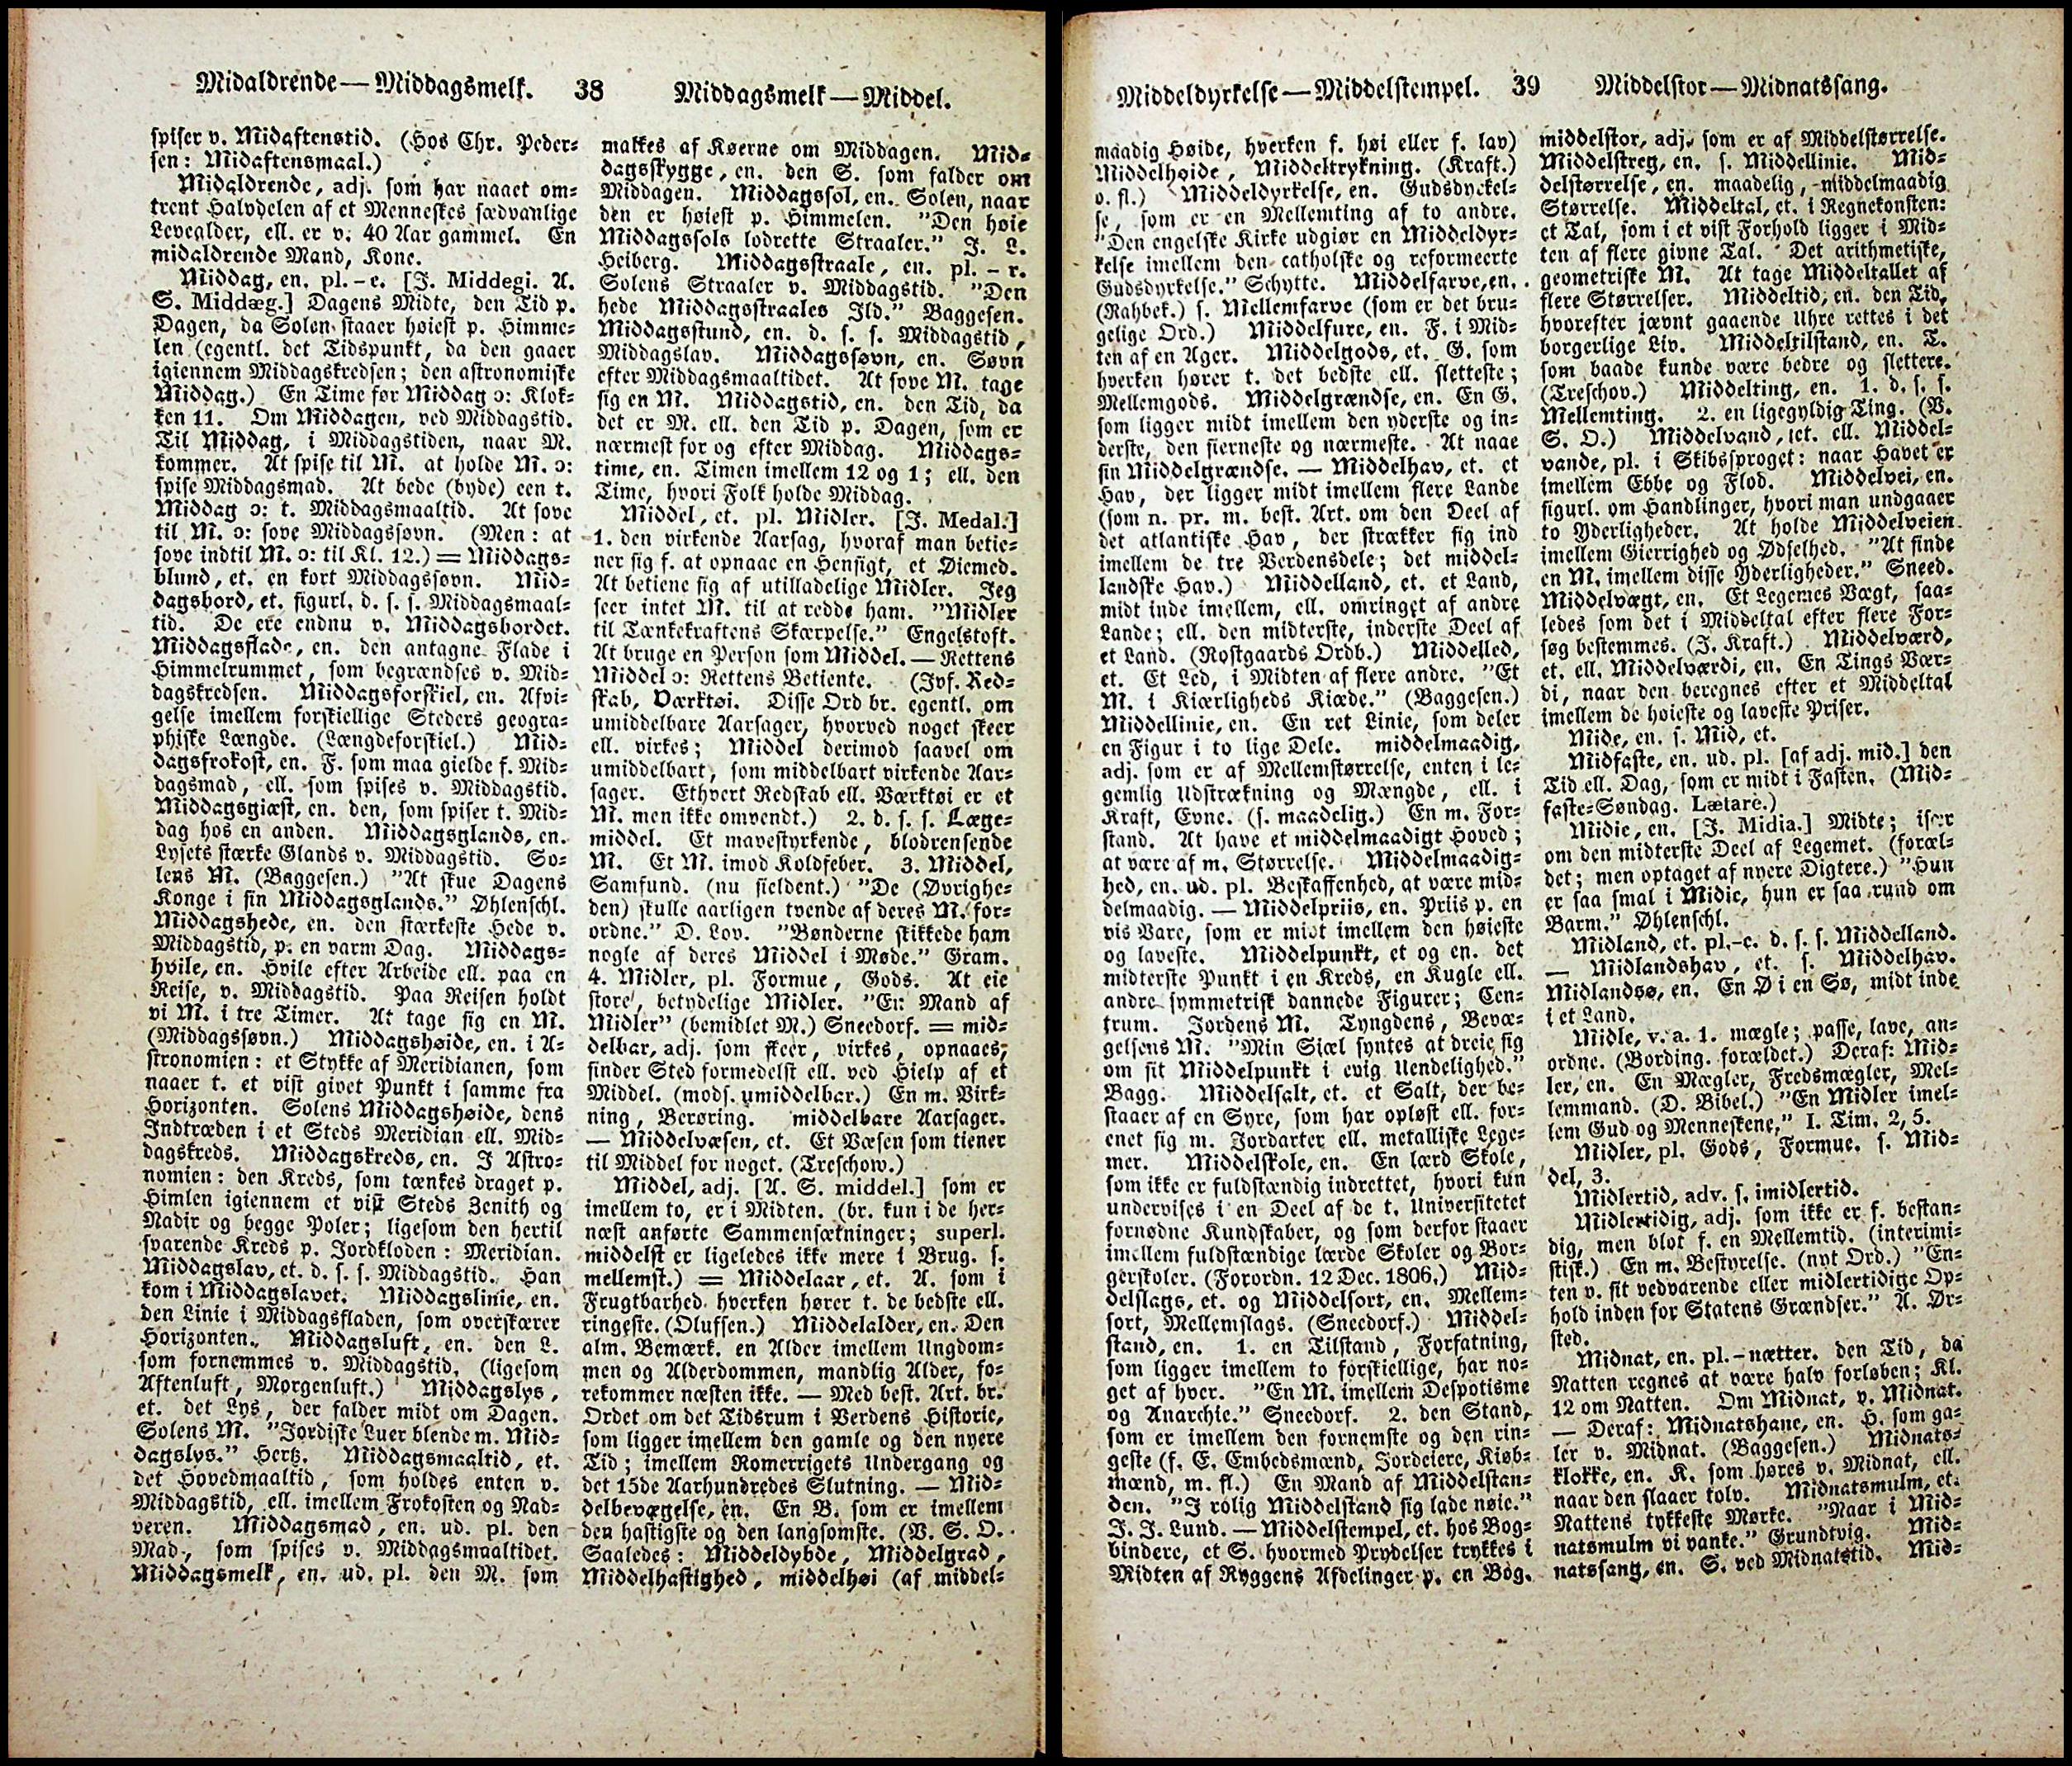 Midaldrende — Middagsmelk. 38 Middagsmelk — Middel.
spiser v. Midaftenstid. (Hos Chr. Peder-
sen: Midaftensmaal.)
Midaldrende, adj. som har naaet om-
trent Halvdelen af et Menneskes sædvanlige
Levealder, ell. er v. 40 Aar gammel. En
midaldrende Mand, Kone.
Middag, en. pl. -e. [J. Middegi. A.
S. Middæg.] Dagens Midte, den Tid p.
Dagen, da Solen staaer høiest p. Himme-
len (egentl. det Tidspunkt, da den gaaer
igiennem Middagskredsen; den astronomiske
Middag.) En Time før Middag ɔ: Klok-
ken 11. Om Middagen, ved Middagstid.
Til Middag, i Middagstiden, naar M.
kommer. At spise til M. at holde M. ɔ:
spise Middagsmad. At bede (byde) een t.
Middag ɔ: t. Middagsmaaltid. At sove
til M. ɔ: sove Middagssøvn. (Men: at
sove indtil M. ɔ: til Kl. 12.) = Middags-
blund, et. en kort Middagssøvn. Mid-
dagsbord, et. figurl. d. s. s. Middagsmaal-
tid. De ere endnu v. Middagsbordet.
Middagsflade, en. den antagne Flade i
Himmelrummet, som begrændses v. Mid-
dagskredsen. Middagsforskiel, en. Afvi-
gelse imellem forskiellige Steders geogra-
phiske Længde. (Længdeforskiel.) Mid-
dagsfrokost, en. F. som maa gielde f. Mid-
dagsmad, ell. som spises v. Middagstid.
Middagsgiæst, en. den, som spiser t. Mid-
dag hos en anden. Middagsglands, en.
Lysets stærke Glands v. Middagstid. So-
lens M. (Baggesen.) "At skue Dagens
Konge i sin Middagsglands." Øhlenschl.
Middagshede, en. den stærkeste Hede v.
Middagstid, p. en varm Dag. Middags-
hvile, en. Hvile efter Arbeide ell. paa en
Reise, v. Middagstid. Paa Reisen holdt
vi M. i tre Timer. At tage sig en M.
(Middagssøvn.) Middagshøide, en. i A-
stronomien: et Stykke af Meridianen, som
naaer t. et vist givet Punkt i samme fra
Horizonten. Solens Middagshøide, dens
Indtræden i et Steds Meridian ell. Mid-
dagskreds. Middagskreds, en. I Astro-
nomien: den Kreds, som tænkes draget p.
Himlen igiennem et vist Steds Zenith og
Nadir og begge Poler; ligesom den hertil
svarende Kreds p. Jordkloden: Meridian.
Middagslav, et. d. s. s. Middagstid. Han
kom i Middagslavet. Middagslinie, en.
den Linie i Middagsfladen, som overskærer
Horizonten. Middagsluft, en. den L.
som fornemmes v. Middagstid. (ligesom
Aftenluft, Morgenluft.) Middagslys,
et. det Lys, der falder midt om Dagen.
Solens M. "Jordiske Luer blende m. Mid-
dagslys." Hertz. Middagsmaaltid, et.
det Hovedmaaltid, som holdes enten v.
Middagstid, ell. imellem Frokosten og Nad-
veren. Middagsmad, en. ud. pl. den
Mad, som spises v. Middagsmaaltidet.
Middagsmelk, en. ud. pl. den M. som
malkes af Køerne om Middagen. Mid-
dagsskygge, en. den S. som falder om
Middagen. Middagssol, en. Solen, naar
den er høiest p. Himmelen. "Den høie
Middagssols lodrette Straaler." J. L.
Heiberg. Middagsstraale, en. pl. - r.
Solens Straaler v. Middagstid. "Den
hede Middagsstraales Ild." Baggesen.
Middagsstund, en. d. s. s. Middagstid,
Middagslav. Middagssøvn, en. Søvn
efter Middagsmaaltidet. At sove M. tage
sig en M. Middagstid, en. den Tid, da
det er M. ell. den Tid p. Dagen, som er
nærmest for og efter Middag. Middags-
time, en. Timen imellem 12 og 1; ell. den
Time, hvori Folk holde Middag.
Middel, et. pl. Midler. [J. Medal.]
1. den virkende Aarsag, hvoraf man betie-
ner sig f. at opnaae en Hensigt, et Øiemed.
At betiene sig af utilladelige Midler. Jeg
seer intet M. til at redde ham. "Midler
til Tænkekraftens Skærpelse." Engelstoft.
At bruge en Person som Middel. — Rettens
Middel ɔ: Rettens Betiente. (Jvf. Red-
skab, Værktøi. Disse Ord br. egentl. om
umiddelbare Aarsager, hvorved noget skeer
ell. virkes; Middel derimod saavel om
umiddelbart, som middelbart virkende Aar-
sager. Ethvert Redskab ell. Værktøi er et
M. men ikke omvendt.) 2. d. s. s. Læge-
middel. Et mavestyrkende, blodrensende
M. Et M. imod Koldfeber. 3. Middel,
Samfund. (nu sieldent.) "De (Øvrighe-
den) skulle aarligen tvende af deres M. for-
ordne." D. Lov. "Bønderne skikkede ham
nogle af deres Middel i Møde." Gram.
4. Midler, pl. Formue, Gods. At eie
store, betydelige Midler. "En Mand af
Midler" (bemidlet M.) Sneedorf. = mid-
delbar, adj. som skeer, virkes, opnaaes,
finder Sted formedelst ell. ved Hielp af et
Middel. (mods. umiddelbar.) En m. Virk-
ning, Berøring. middelbare Aarsager.
— Middelvæsen, et. Et Væsen som tiener
til Middel for noget. (Treschow.)
Middel, adj. [A. S. middel.] som er
imellem to, er i Midten. (br. kun i de her-
næst anførte Sammensætninger; superl.
middelst er ligeledes ikke mere i Brug. s.
mellemst.) = Middelaar, et. A. som i
Frugtbarhed hverken hører t. de bedste ell.
ringeste. (Olufsen.) Middelalder, en. Den
alm. Bemærk. en Alder imellem Ungdom-
men og Alderdommen, mandlig Alder, fo-
rekommer næsten ikke. — Med best. Art. br.
Ordet om det Tidsrum i Verdens Historie,
som ligger imellem den gamle og den nyere
Tid; imellem Romerrigets Undergang og
det 15de Aarhundredes Slutning. — Mid-
delbevægelse, en. En B. som er imellem
den hastigste og den langsomste. (V. S. O.
Saaledes: Middeldybde, Middelgrad,
Middelhastighed, middelhøi (af middel-
Middeldyrkelse — Middelstempel. 39 Middelstor — Midnatssang.
maadig Høide, hverken f. høi eller f. lav)
Middelhøide, Middeltrykning. (Kraft.)
o. fl.) Middeldyrkelse, en. Gudsdyrkel-
se, som er en Mellemting af to andre.
"Den engelske Kirke udgiør en Middeldyr-
kelse imellem den catholske og reformeerte
Gudsdyrkelse." Schytte. Middelfarve, en.
(Rahbek.) s. Mellemfarve (som er det bru-
gelige Ord.) Middelfure, en. F. i Mid-
ten af en Ager. Middelgods, et. G. som
hverken hører t. det bedste ell. sletteste;
Mellemgods. Middelgrændse, en. En G.
som ligger midt imellem den yderste og in-
derste, den fierneste og nærmeste. At naae
sin Middelgrændse. — Middelhav, et. et
Hav, der ligger midt imellem flere Lande
(som n. pr. m. best. Art. om den Deel af
det atlantiske Hav, der strækker sig ind
imellem de tre Verdensdele; det middel-
landske Hav.) Middelland, et. et Land,
midt inde imellem, ell. omringet af andre
Lande; ell. den midterste, inderste Deel af
et Land. (Rostgaards Ordb.) Middelled,
et. Et Led, i Midten af flere andre. "Et
M. i Kiærligheds Kiæde." (Baggesen.)
Middellinie, en. En ret Linie, som deler
en Figur i to lige Dele. middelmaadig,
adj. som er af Mellemstørrelse, enten i le-
gemlig Udstrækning og Mængde, ell. i
Kraft, Evne. (s. maadelig.) En m. For-
stand. At have et middelmaadigt Hoved;
at være af m. Størrelse. Middelmaadig-
hed, en. ud. pl. Beskaffenhed, at være mid-
delmaadig. — Middelpriis, en. Priis p. en
vis Vare, som er midt imellem den høieste
og laveste. Middelpunkt, et og en. det
midterste Punkt i en Kreds, en Kugle ell.
andre symmetrisk dannede Figurer; Cen-
trum. Jordens M. Tyngdens, Bevæ-
gelsens M. "Min Siæl syntes at dreie sig
om sit Middelpunkt i evig Uendelighed."
Bagg. Middelsalt, et. et Salt, der be-
staaer af en Syre, som har opløst ell. for-
enet sig m. Jordarter ell. metalliske Lege-
mer. Middelskole, en. En lærd Skole,
som ikke er fuldstændig indrettet, hvori kun
undervises i en Deel af de t. Universitetet
fornødne Kundskaber, og som derfor staaer
imellem fuldstændige lærde Skoler og Bor-
gerskoler. (Forordn. 12 Dec. 1806.) Mid-
delslags, et. og Middelsort, en. Mellem-
sort, Mellemslags. (Sneedorf.) Middel-
stand, en. 1. en Tilstand, Forfatning,
som ligger imellem to forskiellige, har no-
get af hver. "En M. imellem Despotisme
og Anarchie." Sneedorf. 2. den Stand,
som er imellem den fornemste og den rin-
geste (f. E. Embedsmænd, Jordeiere, Kiøb-
mænd, m. fl.) En Mand af Middelstan-
den. "I rolig Middelstand sig lade nøie."
J. J. Lund. — Middelstempel, et. hos Bog-
bindere, et S. hvormed Prydelser trykkes i
Midten af Ryggens Afdelinger p. en Bog.
middelstor, adj. som er af Middelstørrelse.
Middelstreg, en. s. Middellinie. Mid-
delstørrelse, en. maadelig, middelmaadig
Størrelse. Middeltal, et. i Regnekonsten:
et Tal, som i et vist Forhold ligger i Mid-
ten af flere givne Tal. Det arithmetiske,
geometriske M. At tage Middeltallet af
flere Størrelser. Middeltid, en. den Tid,
hvorefter jævnt gaaende Uhre rettes i det
borgerlige Liv. Middeltilstand, en. T.
som baade kunde være bedre og slettere.
(Treschov.) Middelting, en. 1. d. s. s.
Mellemting. 2. en ligegyldig Ting. (V.
S. O.) Middelvand, et. ell. Middel-
vande, pl. i Skibssproget: naar Havet er
imellem Ebbe og Flod. Middelvei, en.
figurl. om Handlinger, hvori man undgaaer
to Yderligheder. At holde Middelveien
imellem Gierrighed og Ødselhed. "At finde
en M. imellem disse Yderligheder." Sneed.
Middelvægt, en. Et Legemes Vægt, saa-
ledes som det i Middeltal efter flere For-
søg bestemmes. (J. Kraft.) Middelværd,
et. ell. Middelværdi, en. En Tings Vær-
di, naar den beregnes efter et Middeltal
imellem de høieste og laveste Priser.
Mide, en. s. Mid, et.
Midfaste, en. ud. pl. [af adj. mid.] den
Tid ell. Dag, som er midt i Fasten. (Mid-
faste-Søndag. Lætare.)
Midie, en. [J. Midia.] Midte; især
om den midterste Deel af Legemet. (foræl-
det; men optaget af nyere Digtere.) "Hun
er saa smal i Midie, hun er saa rund om
Barm." Øhlenschl.
Midland, et. pl. -e. d. s. s. Middelland.
— Midlandshav, et. s. Middelhav.
Midlandsø, en. En Ø i en Sø, midt inde
i et Land.
Midle, v. a. 1. mægle; passe, lave, an-
ordne. (Bording. forældet.) Deraf: Mid-
ler, en. En Mægler, Fredsmægler, Mel-
lemmand. (D. Bibel.) "En Midler imel-
lem Gud og Menneskene," I. Tim. 2, 5.
Midler, pl. Gods, Formue. s. Mid-
del, 3.
Midlertid, adv. s. imidlertid.
Midlertidig, adj. som ikke er f. bestan-
dig, men blot f. en Mellemtid. (interimi-
stisk.) En m. Bestyrelse. (nyt Ord.) "En-
ten v. sit vedvarende eller midlertidige Op-
hold inden for Statens Grændser." A. Ør-
sted.
Midnat, en. pl. - nætter. den Tid, da
Natten regnes at være halv forløben; Kl.
12 om Natten. Om Midnat, v. Midnat.
— Deraf: Midnatshane, en. H. som ga-
ler v. Midnat. (Baggesen.) Midnats-
klokke, en. K. som høres v. Midnat, ell.
naar den slaaer tolv. Midnatsmulm, et.
Nattens tykkeste Mørke. "Naar i Mid-
natsmulm vi vanke." Grundtvig. Mid-
natssang, en. S. ved Midnatstid. Mid-